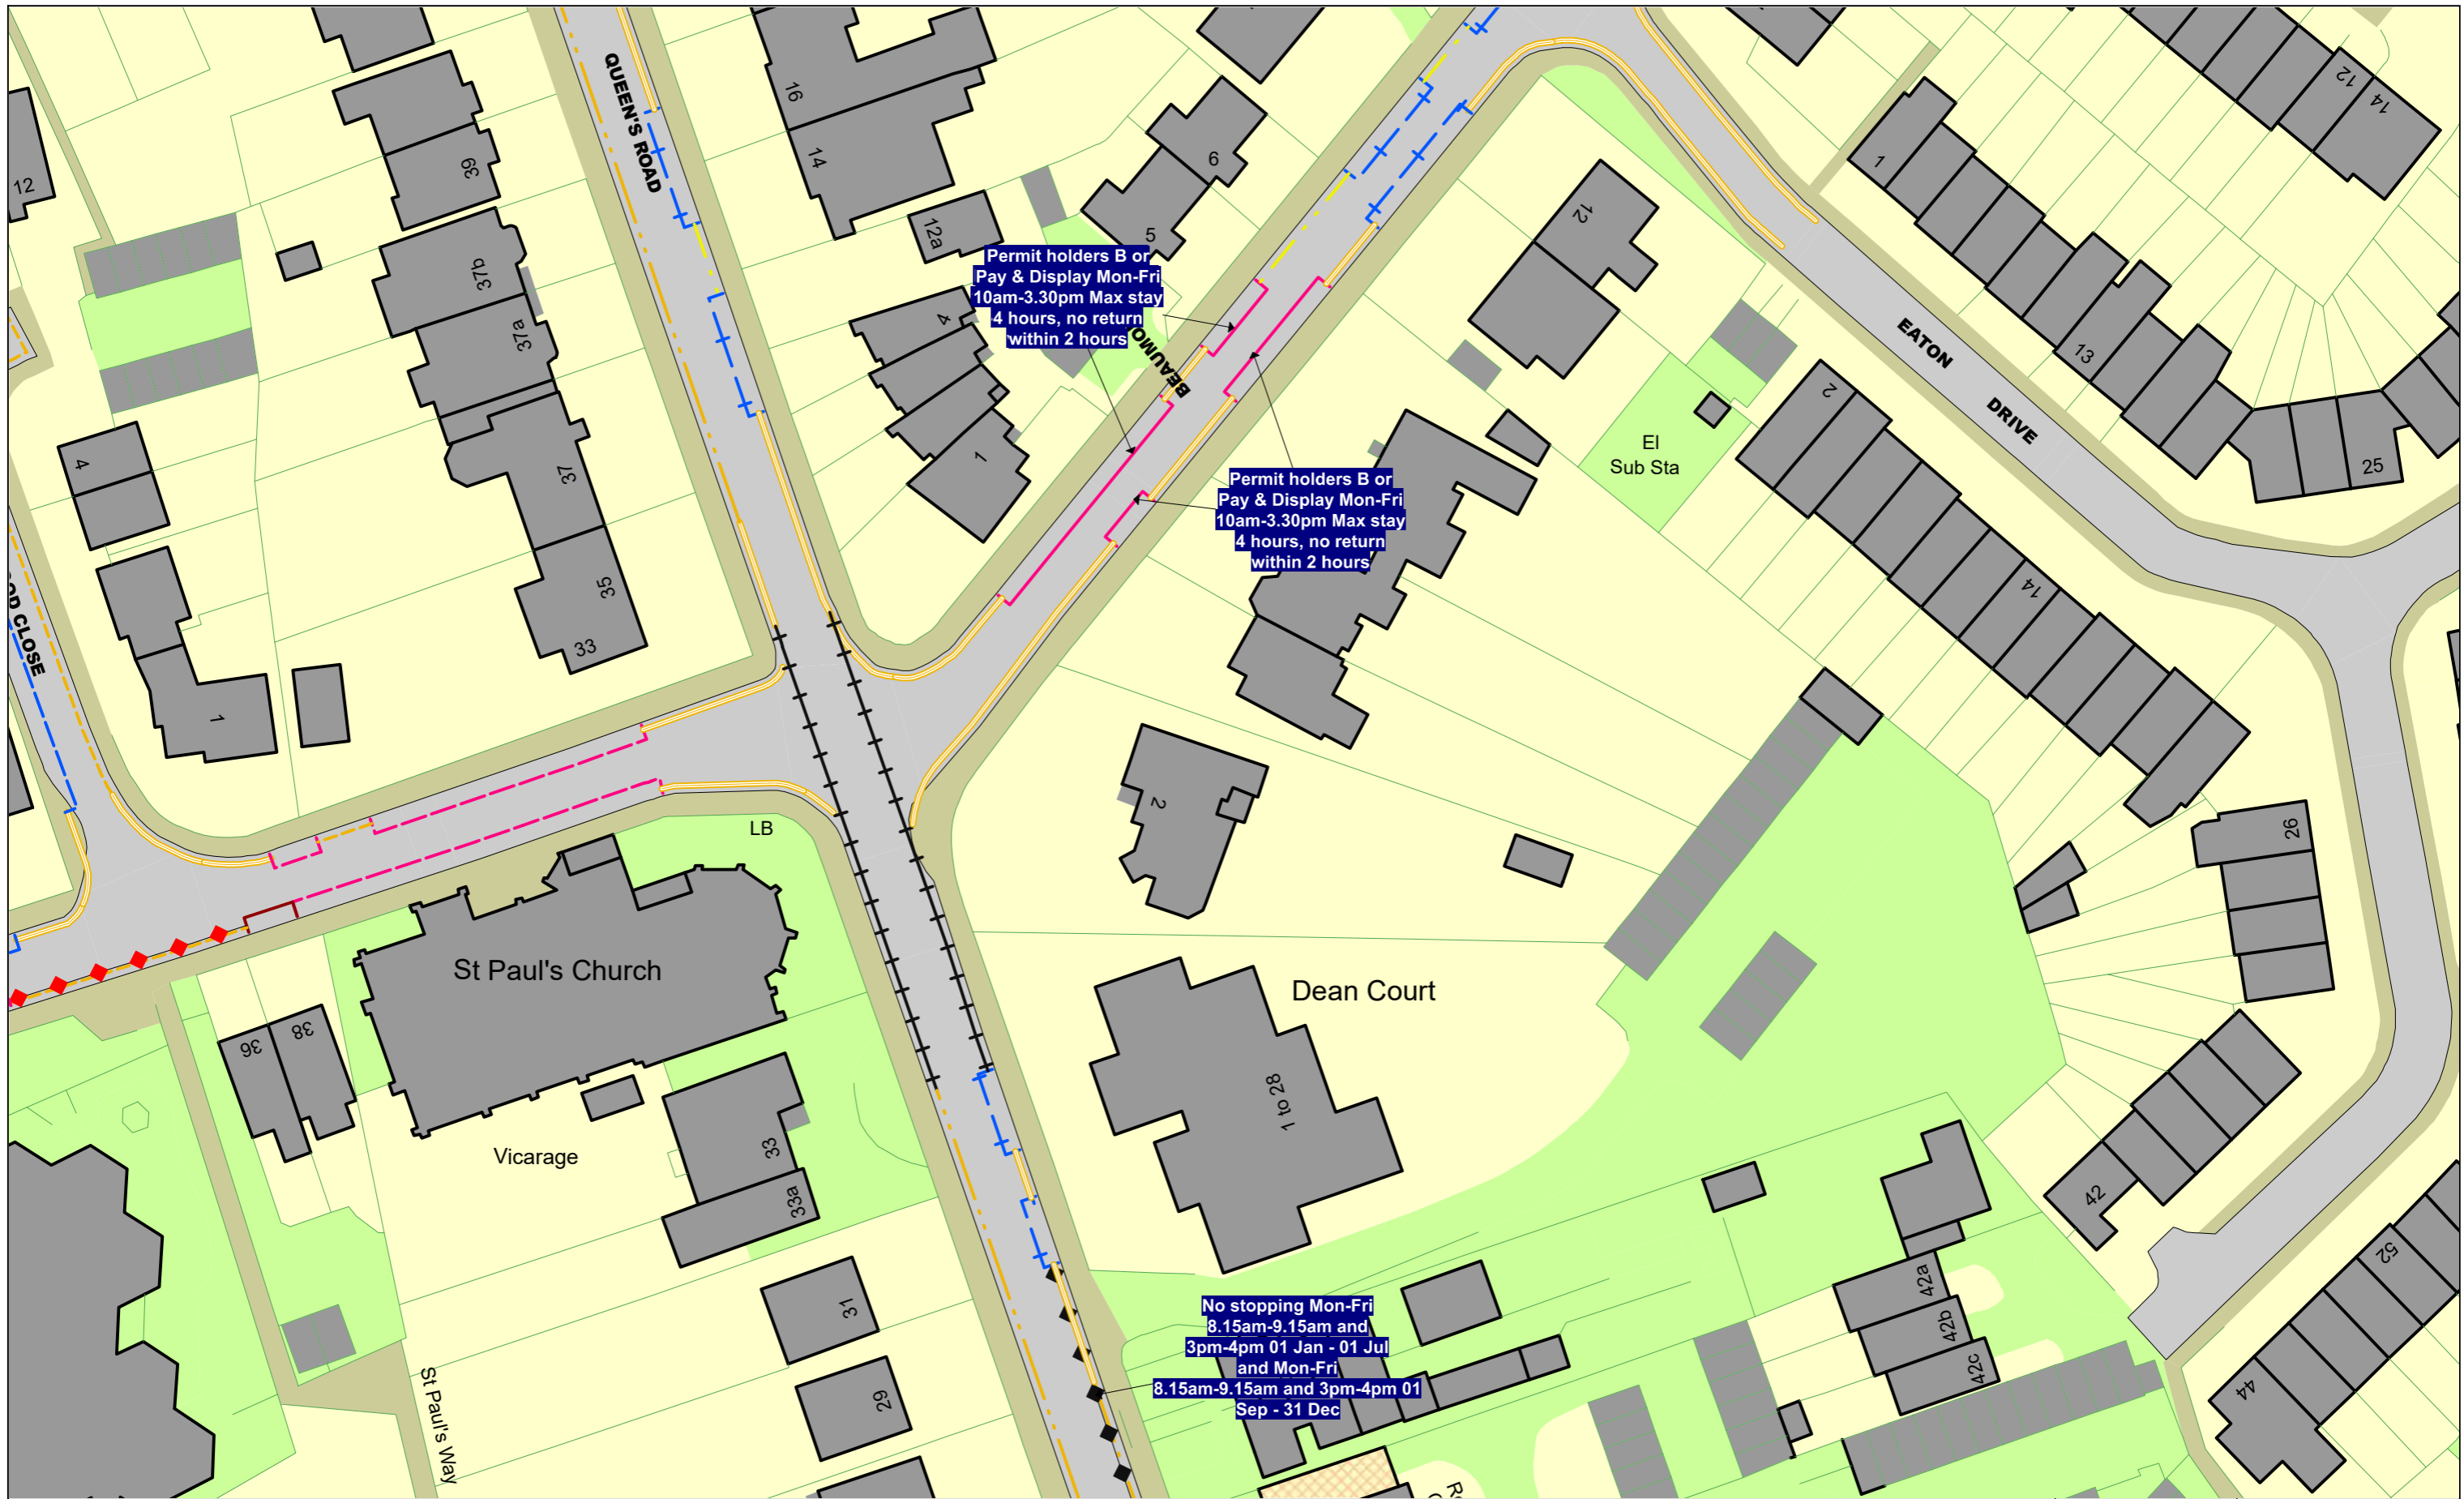 QUEEN'S ROAD
16
14
12a
39
37b
37a
37
35
33
12
4
1
OD CLOSE
6
5
4
1
BEAUMO
Permit holders B or
Pay & Display Mon-Fri
10am-3.30pm Max stay
4 hours, no return
within 2 hours
Permit holders B or
Pay & Display Mon-Fri
10am-3.30pm Max stay
4 hours, no return
within 2 hours
12
El
Sub Sta
12
14
1
13
25
EATON
DRIVE
2
14
26
LB
2
St Paul's Church
Dean Court
36
38
Vicarage
33
33a
31
29
St Paul's Way
1 to 28
No stopping Mon-Fri
8.15am-9.15am and
3pm-4pm 01 Jan - 01 Jul
and Mon-Fri
8.15am-9.15am and 3pm-4pm 01
Sep - 31 Dec
42
42a
42b
42c
52
44